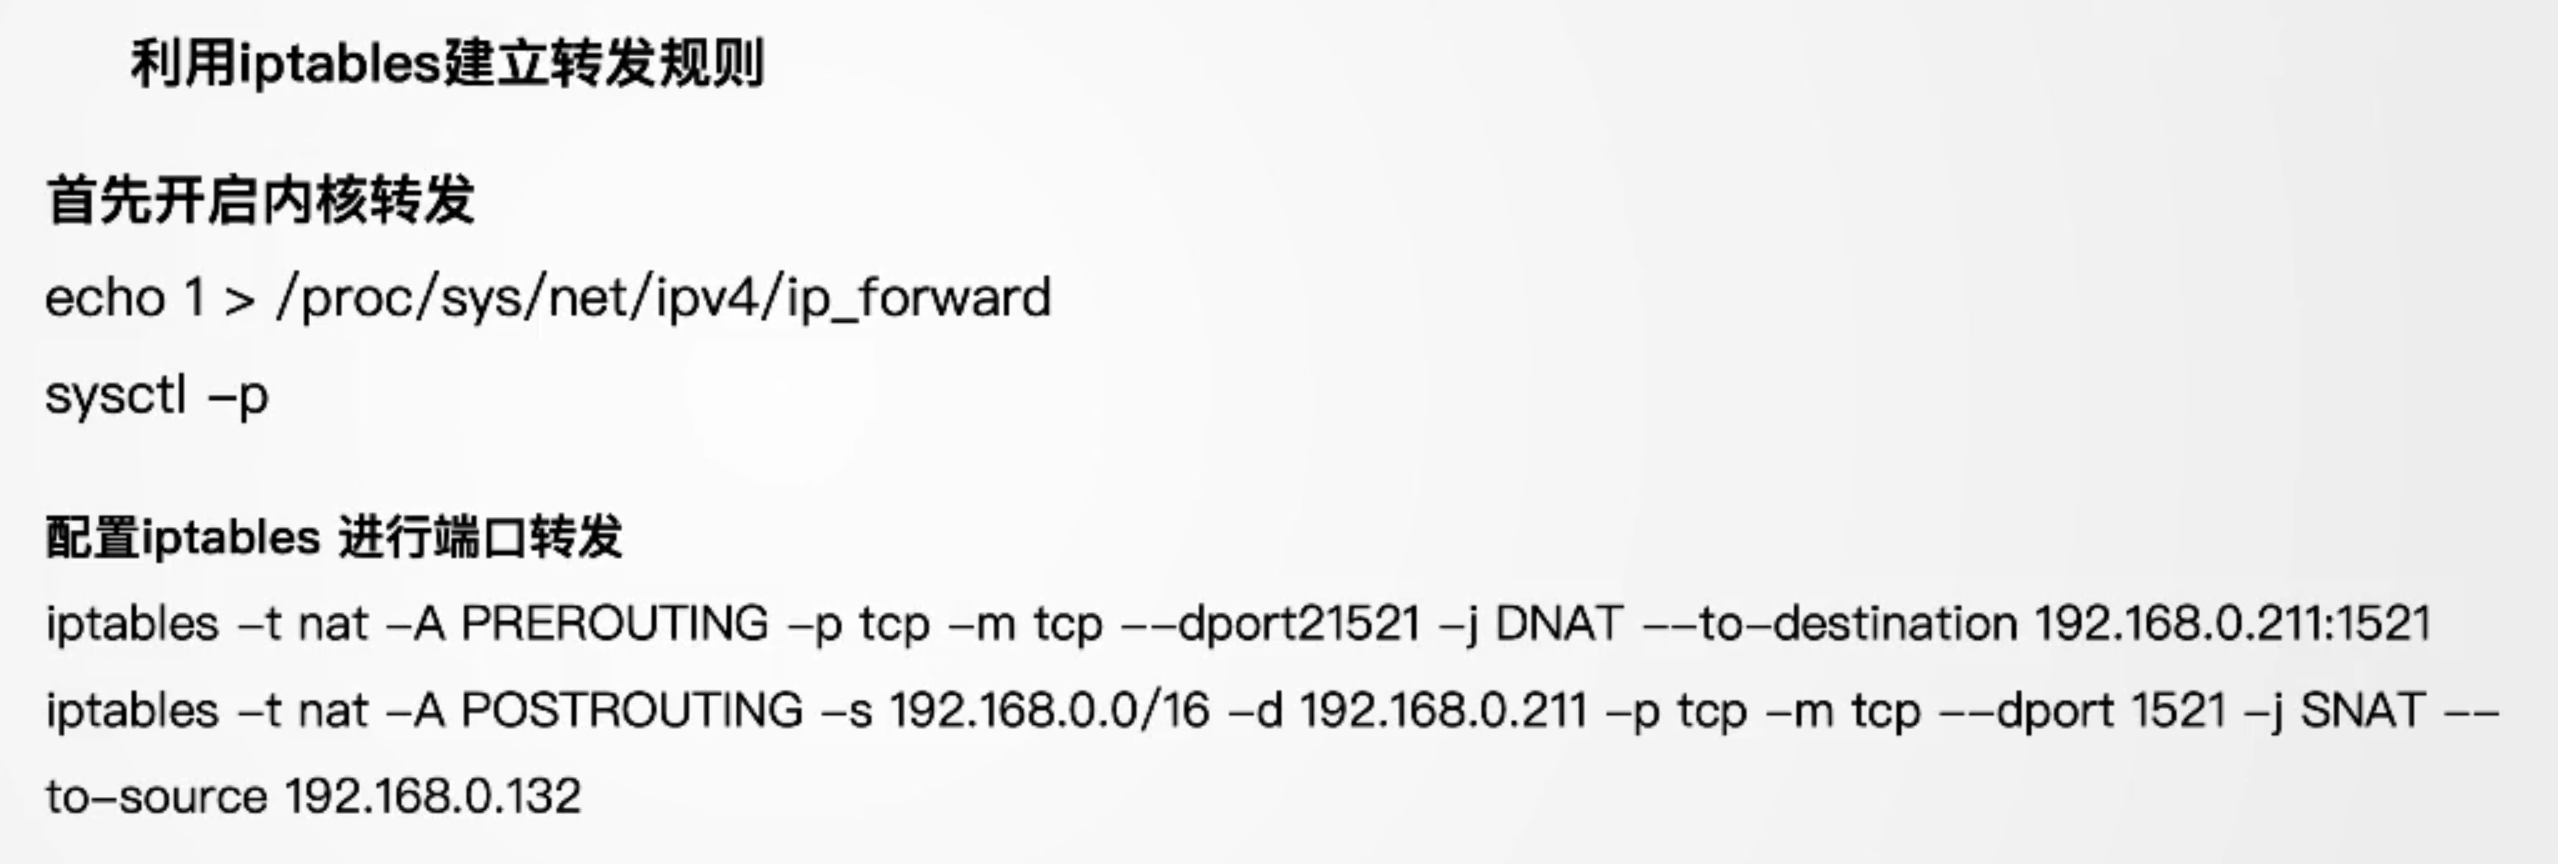 利用iptables建立转发规则
首先开启内核转发
echo 1 > /proc/sys/net/ipv4/ip_forward
sysctl –p
配置iptables 进行端口转发
iptables –t nat –A PREROUTING –p tcp –m tcp ––dport21521 –j DNAT ––to–destination 192.168.0.211:1521
iptables –t nat –A POSTROUTING –s 192.168.0.0/16 –d 192.168.0.211 –p tcp –m tcp ––dport 1521 –j SNAT ––
to–source 192.168.0.132